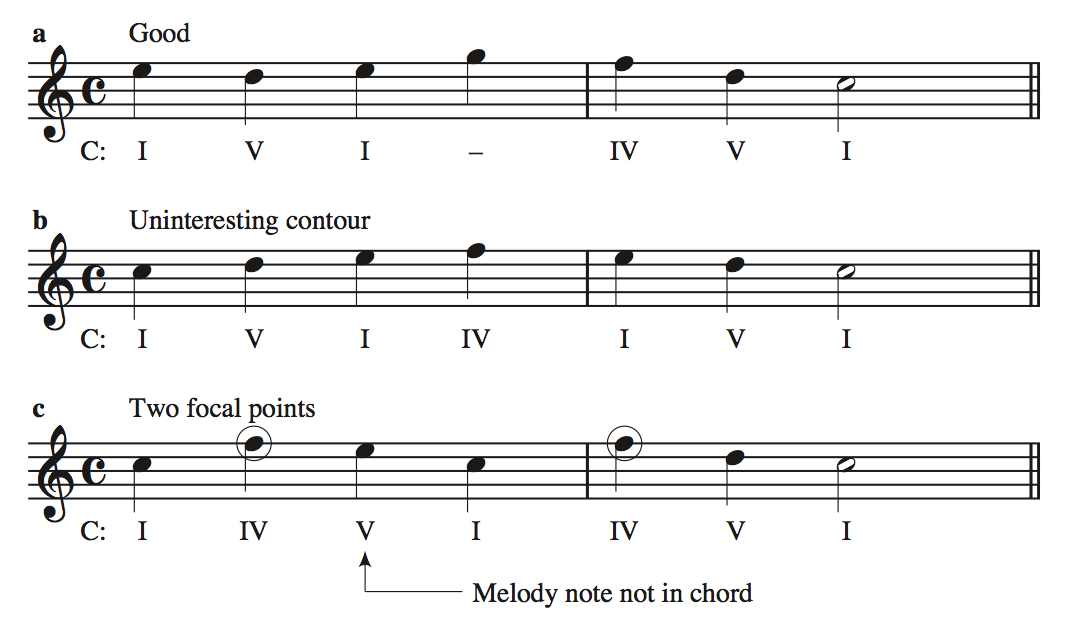 a Good
C: I V I – IV V I
b Uninteresting contour
C: I V I IV I V I
c Two focal points
C: I IV V I IV V I
Melody note not in chord